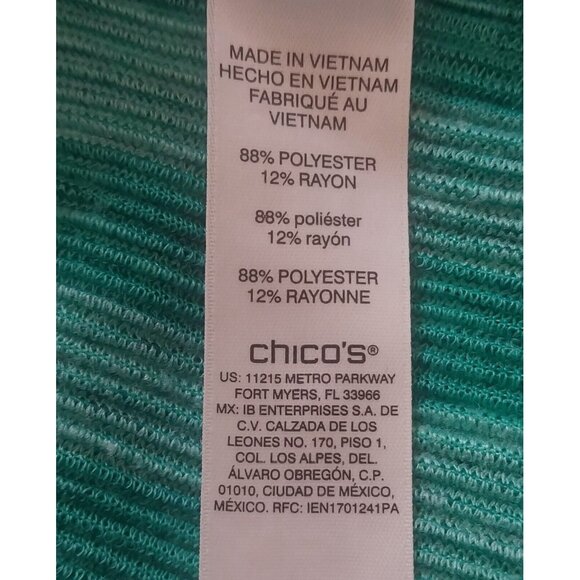 MADE IN VIETNAM
HECHO EN VIETNAM
FABRIQUÉ AU
VIETNAM
88% POLYESTER
12% RAYON
88% poliéster
12% rayón
88% POLYESTER
12% RAYONNE
chico's®
US: 11215 METRO PARKWAY
FORT MYERS, FL 33966
MX: IB ENTERPRISES S.A. DE
C.V. CALZADA DE LOS
LEONES NO. 170, PISO 1,
COL. LOS ALPES, DEL.
ÁLVARO OBREGÓN, C.P.
01010, CIUDAD DE MÉXICO,
MÉXICO. RFC: IEN1701241PA